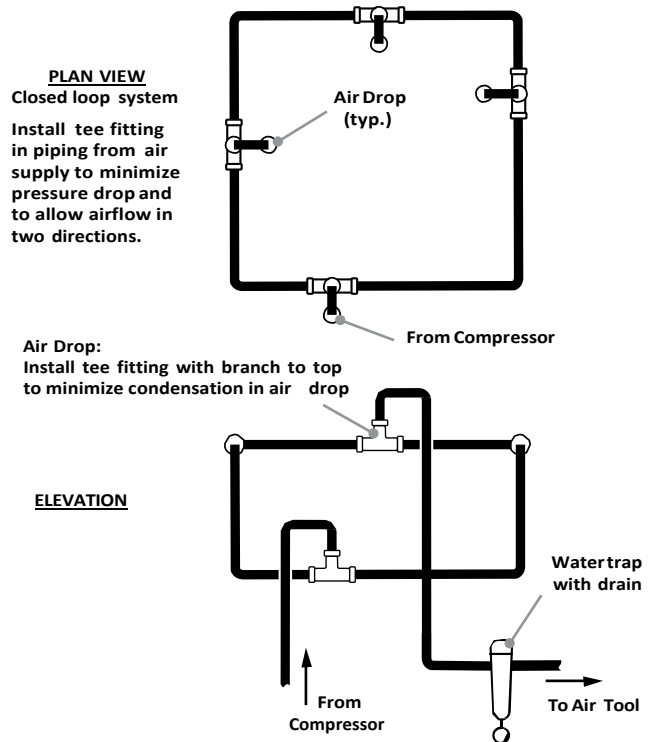 PLAN VIEW
Closed loop system
Install tee fitting
in piping from air
supply to minimize
pressure drop and
to allow airflow in
two directions.
Air Drop
(typ.)
From Compressor
Air Drop:
Install tee fitting with branch to top
to minimize condensation in air drop
ELEVATION
Water trap
with drain
From
Compressor
To Air Tool